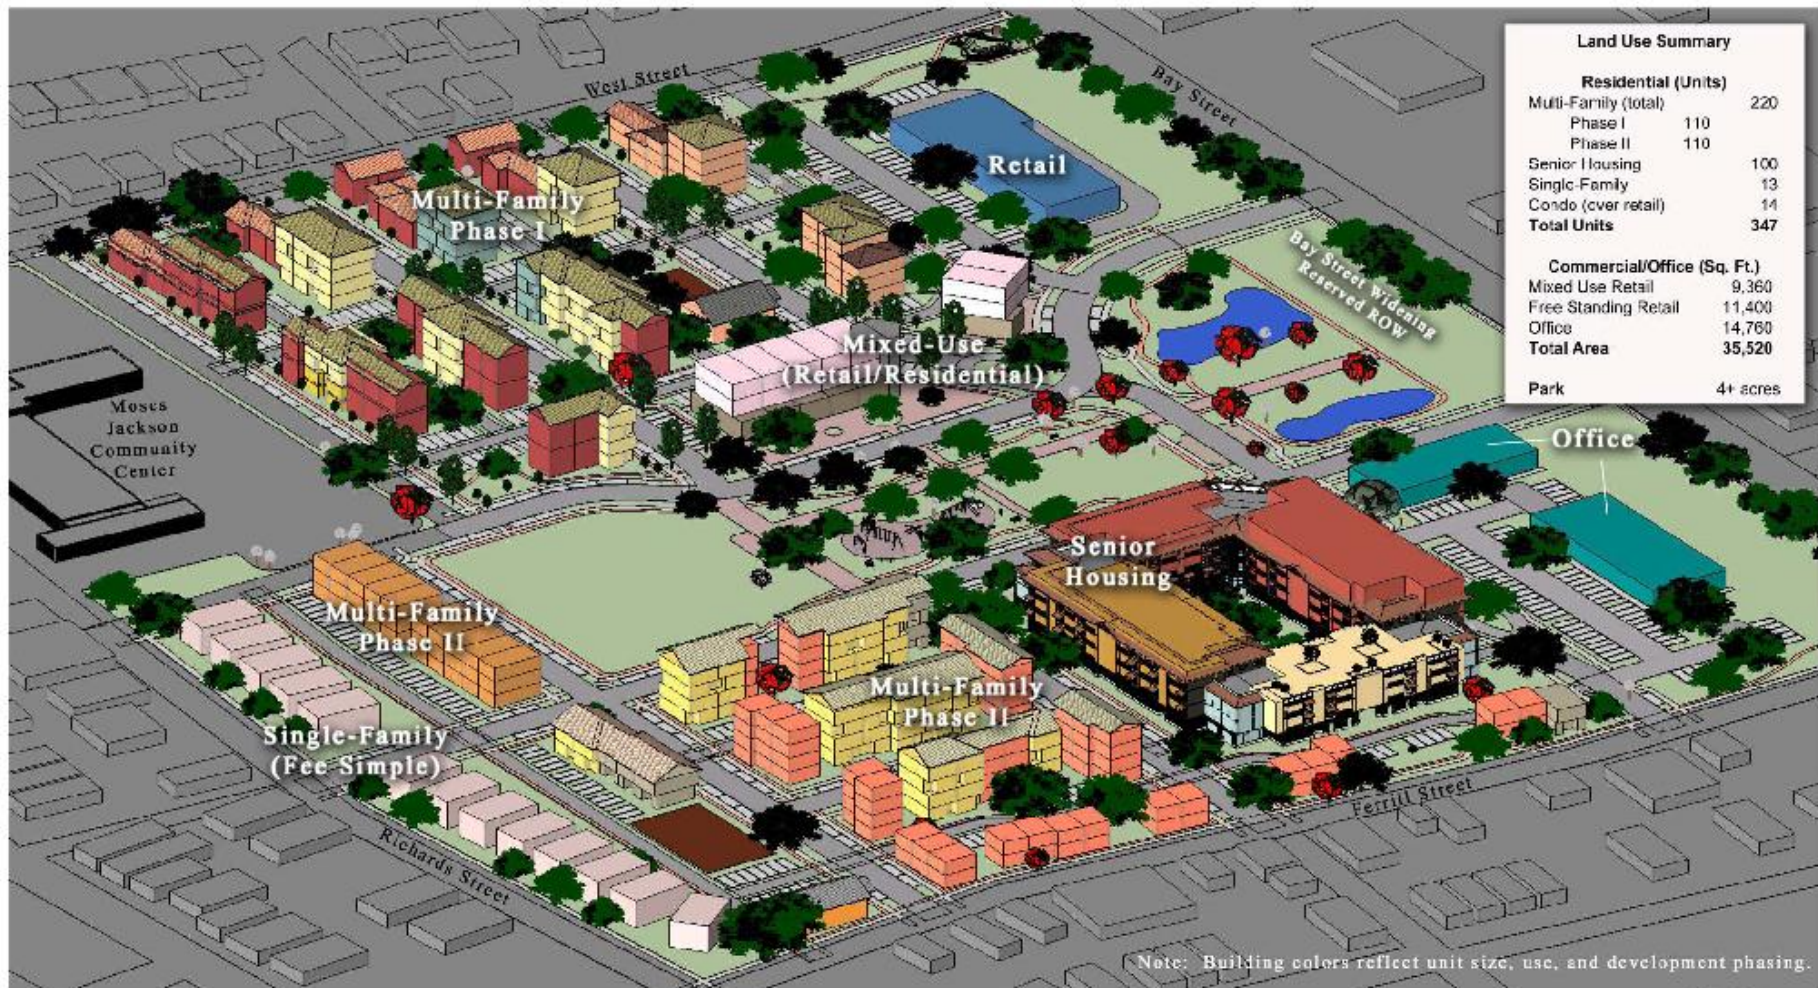 Land Use Summary
Residential (Units)
Multi-Family (total) 220
Phase I 110
Phase II 110
Senior Housing 100
Single-Family 13
Condo (over retail) 14
Total Units 347
Commercial/Office (Sq. Ft.)
Mixed Use Retail 9,360
Free Standing Retail 11,400
Office 14,760
Total Area 35,520
Park 4+ acres
West Street
Bay Street
Retail
Multi-Family
Phase I
Bay Street Widening
Reserved ROW
Mixed-Use
(Retail/Residential)
Moses
Jackson
Community
Center
Office
Senior
Housing
Multi-Family
Phase II
Multi-Family
Phase II
Single-Family
(Fee Simple)
Richards Street
Ferrill Street
Note: Building colors reflect unit size, use, and development phasing.